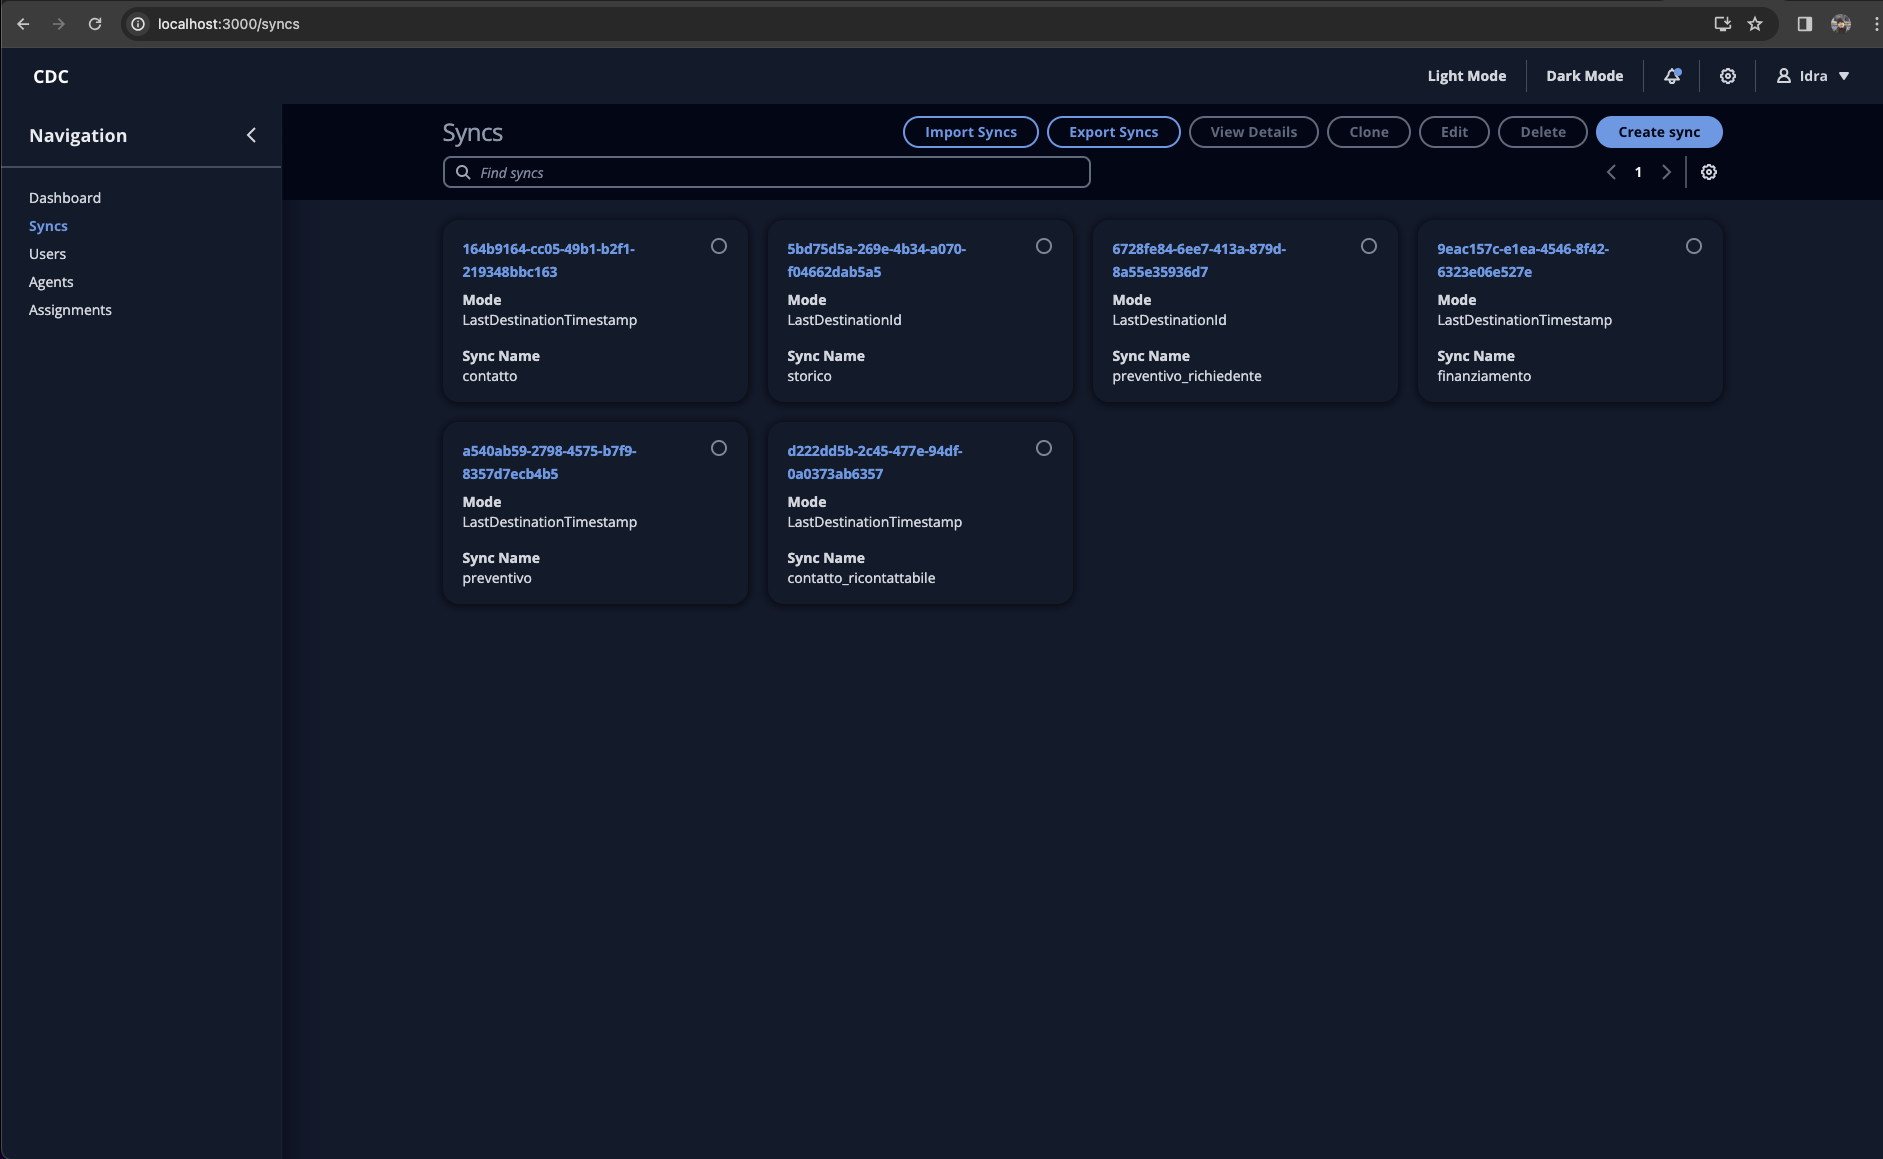 localhost:3000/syncs
CDC
Light Mode
Dark Mode
Idra
Navigation
Dashboard
Syncs
Users
Agents
Assignments
Syncs
Import Syncs
Export Syncs
View Details
Clone
Edit
Delete
Create sync
Find syncs
1
164b9164-cc05-49b1-b2f1-
219348bbc163
Mode
LastDestinationTimestamp
Sync Name
contatto
5bd75d5a-269e-4b34-a070-
f04662dab5a5
Mode
LastDestinationId
Sync Name
storico
6728fe84-6ee7-413a-879d-
8a55e35936d7
Mode
LastDestinationId
Sync Name
preventivo_richiedente
9eac157c-e1ea-4546-8f42-
6323e06e527e
Mode
LastDestinationTimestamp
Sync Name
finanziamento
a540ab59-2798-4575-b7f9-
8357d7ecb4b5
Mode
LastDestinationTimestamp
Sync Name
preventivo
d222dd5b-2c45-477e-94df-
0a0373ab6357
Mode
LastDestinationTimestamp
Sync Name
contatto_ricontattabile